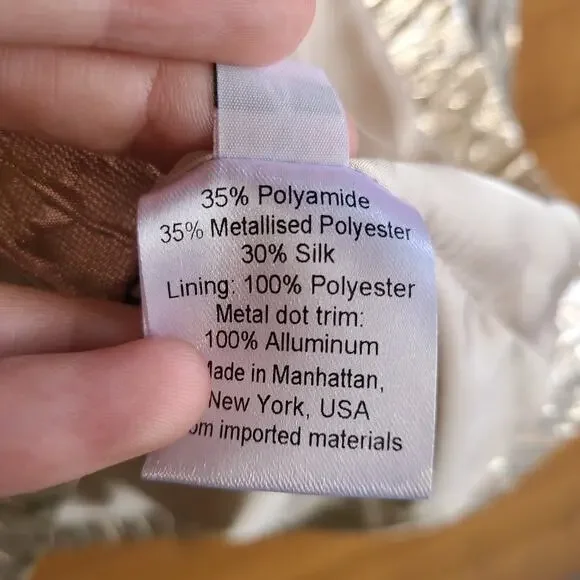 35% Polyamide
35% Metallised Polyester
30% Silk
Lining: 100% Polyester
Metal dot trim:
100% Alluminum
Made in Manhattan,
New York, USA
imported materials